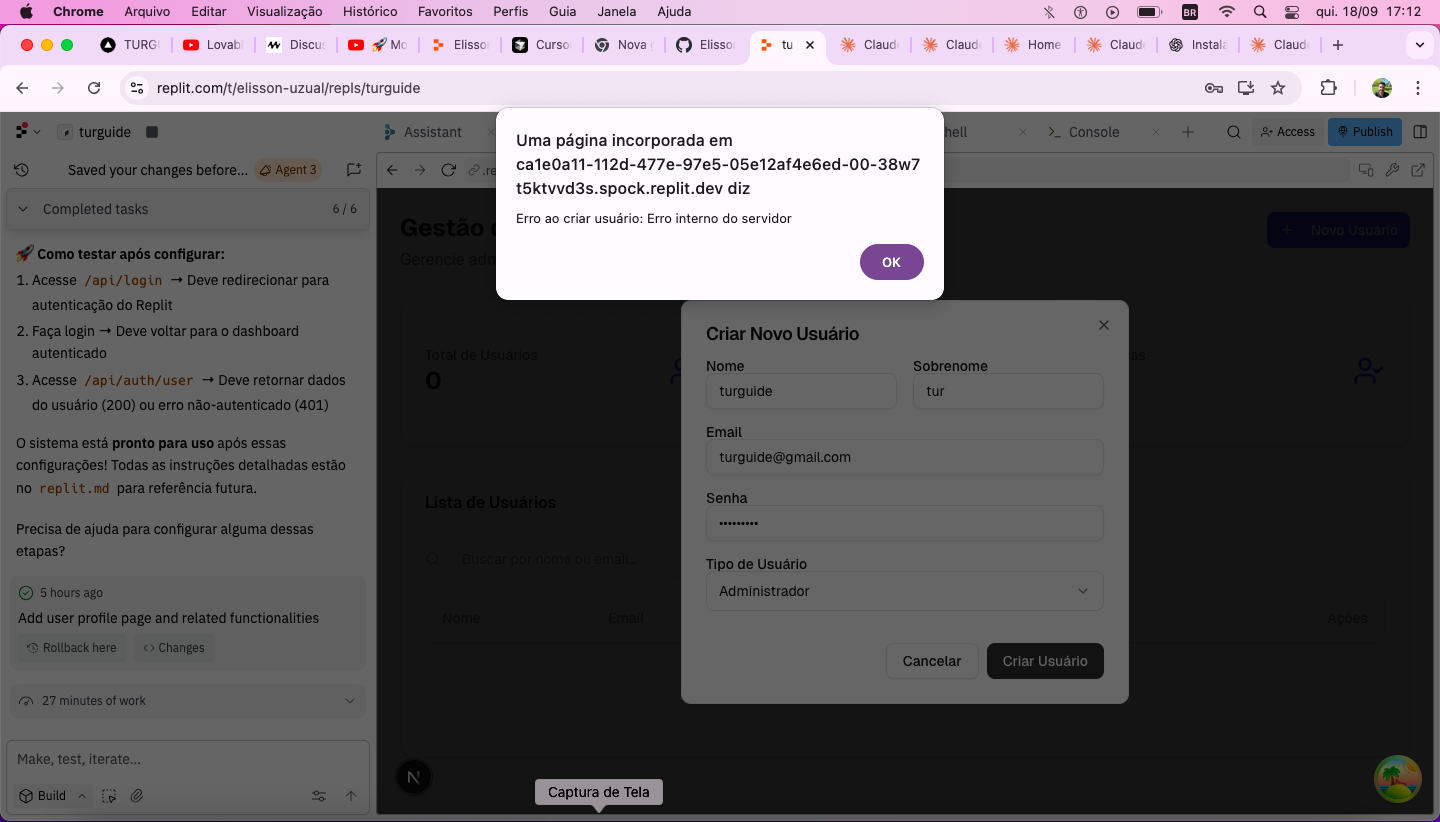 Chrome Arquivo Editar Visualização Histórico Favoritos Perfis Guia Janela Ajuda BR qui. 18/09 17:12
TURG Lovab Discus Mo Elisso Curso Nova Elisso tu Claud Claud Home Claud Instala Claud
replit.com/t/elisson-uzual/repls/turguide
turguide Assistant hell Console Access Publish
Saved your changes before... Agent 3
.re
Completed tasks 6 / 6
🚀 Como testar após configurar:
1. Acesse /api/login → Deve redirecionar para
autenticação do Replit
2. Faça login → Deve voltar para o dashboard
autenticado
3. Acesse /api/auth/user → Deve retornar dados
do usuário (200) ou erro não-autenticado (401)
O sistema está pronto para uso após essas
configurações! Todas as instruções detalhadas estão
no replit.md para referência futura.
Precisa de ajuda para configurar alguma dessas
etapas?
5 hours ago
Add user profile page and related functionalities
Rollback here Changes
27 minutes of work
Make, test, iterate...
Build
Uma página incorporada em
ca1e0a11-112d-477e-97e5-05e12af4e6ed-00-38w7
t5ktvvd3s.spock.replit.dev diz
Erro ao criar usuário: Erro interno do servidor
OK
Gestão
Gerencie
Novo Usuário
Total de Usuários
0
Lista de Usuários
Buscar por nome ou email...
Nome Email Ações
Criar Novo Usuário
Nome Sobrenome
turguide tur
Email
turguide@gmail.com
Senha
•••••••••
Tipo de Usuário
Administrador
Cancelar Criar Usuário
N
Captura de Tela